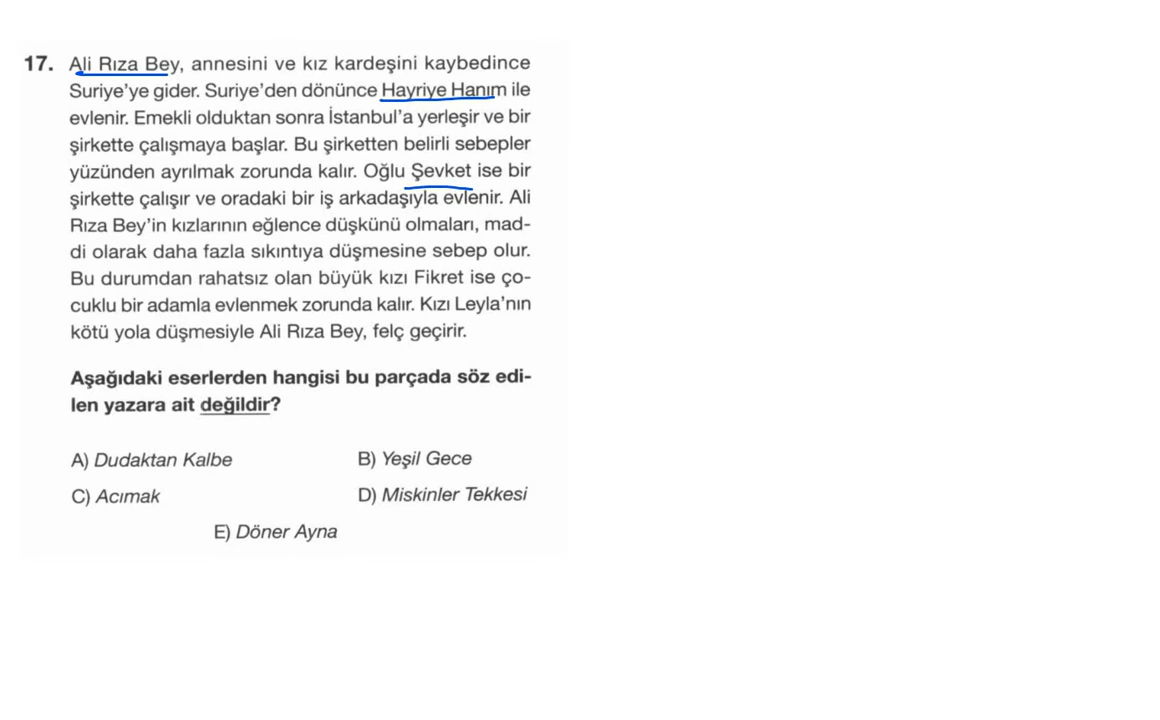 17. Ali Rıza Bey, annesini ve kız kardeşini kaybedince
Suriye'ye gider. Suriye'den dönünce Hayriye Hanım ile
evlenir. Emekli olduktan sonra İstanbul'a yerleşir ve bir
şirkette çalışmaya başlar. Bu şirketten belirli sebepler
yüzünden ayrılmak zorunda kalır. Oğlu Şevket ise bir
şirkette çalışır ve oradaki bir iş arkadaşıyla evlenir. Ali
Rıza Bey'in kızlarının eğlence düşkünü olmaları, mad-
di olarak daha fazla sıkıntıya düşmesine sebep olur.
Bu durumdan rahatsız olan büyük kızı Fikret ise ço-
cuklu bir adamla evlenmek zorunda kalır. Kızı Leyla'nın
kötü yola düşmesiyle Ali Rıza Bey, felç geçirir.
Aşağıdaki eserlerden hangisi bu parçada söz edi-
len yazara ait değildir?
A) Dudaktan Kalbe B) Yeşil Gece
C) Acımak D) Miskinler Tekkesi
E) Döner Ayna